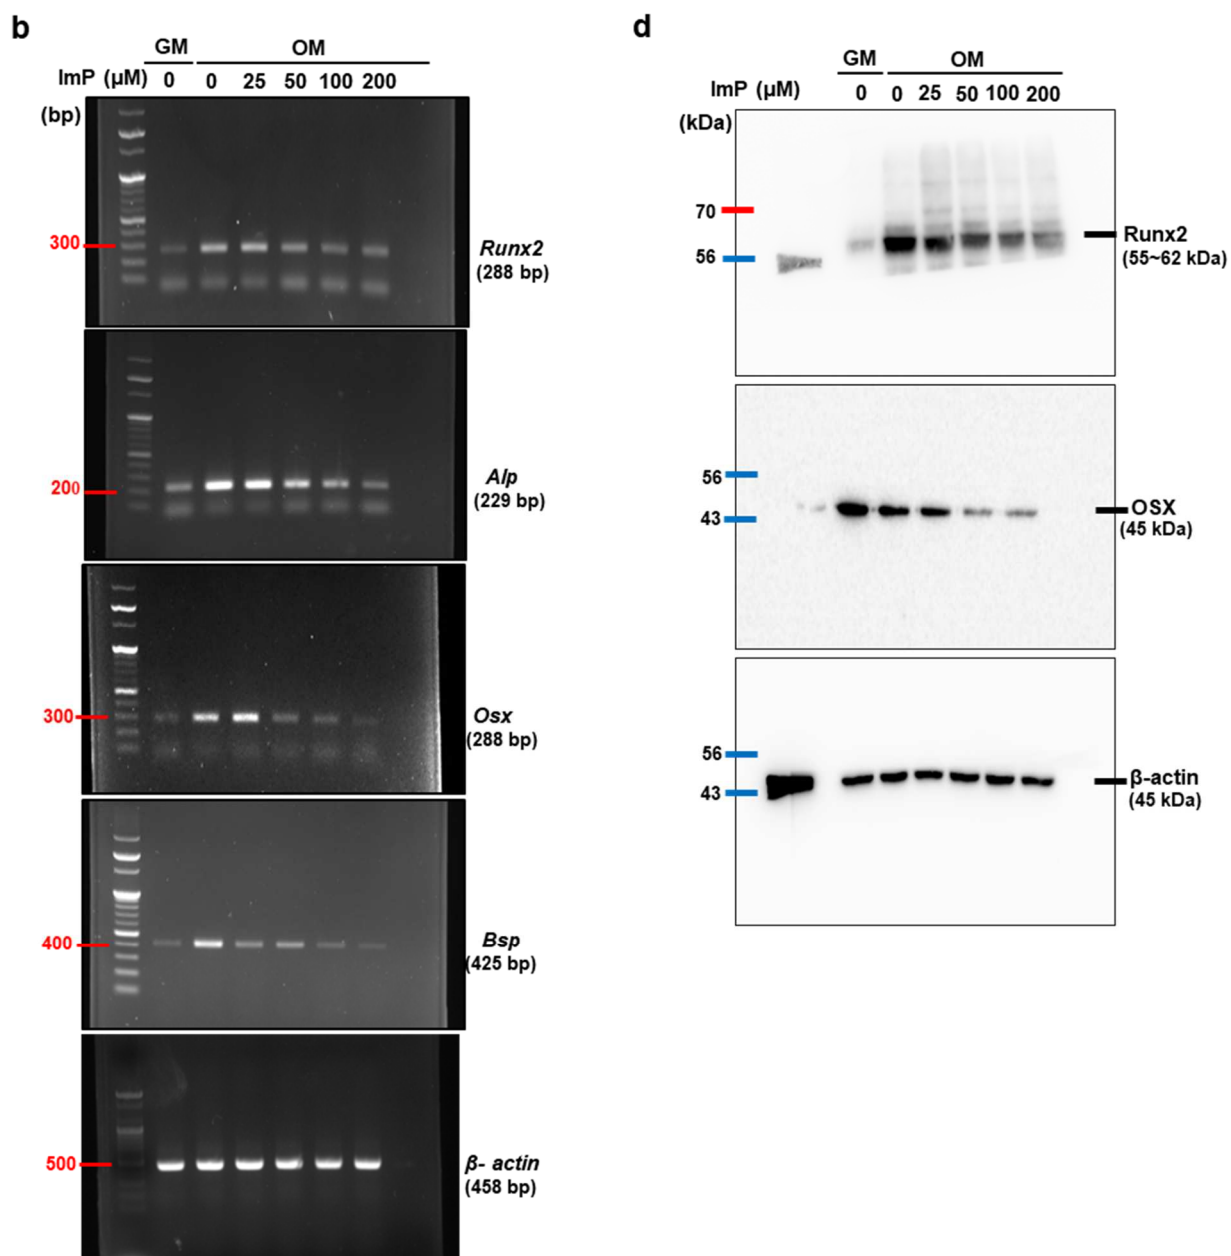 b
GM OM
ImP (μM) 0 0 25 50 100 200
(bp)
300 Runx2
(288 bp)
200 Alp
(229 bp)
300 Osx
(288 bp)
400 Bsp
(425 bp)
500 β- actin
(458 bp)
d
GM OM
ImP (μM) 0 0 25 50 100 200
(kDa)
70
56
Runx2
(55~62 kDa)
56
43
OSX
(45 kDa)
56
43
β-actin
(45 kDa)